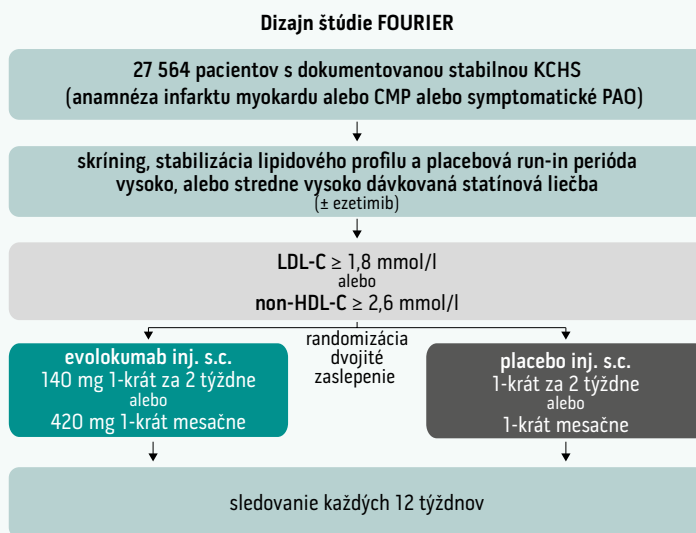 Dizajn štúdie FOURIER
27 564 pacientov s dokumentovanou stabilnou KCHS
(anamnéza infarktu myokardu alebo CMP alebo symptomatické PAO)
skríning, stabilizácia lipidového profilu a placebová run-in perióda
vysoko, alebo stredne vysoko dávkovaná statínová liečba
(± ezetimib)
LDL-C ≥ 1,8 mmol/l
alebo
non-HDL-C ≥ 2,6 mmol/l
randomizácia
dvojité
zaslepenie
evolokumab inj. s.c.
140 mg 1-krát za 2 týždne
alebo
420 mg 1-krát mesačne
placebo inj. s.c.
1-krát za 2 týždne
alebo
1-krát mesačne
sledovanie každých 12 týždnov